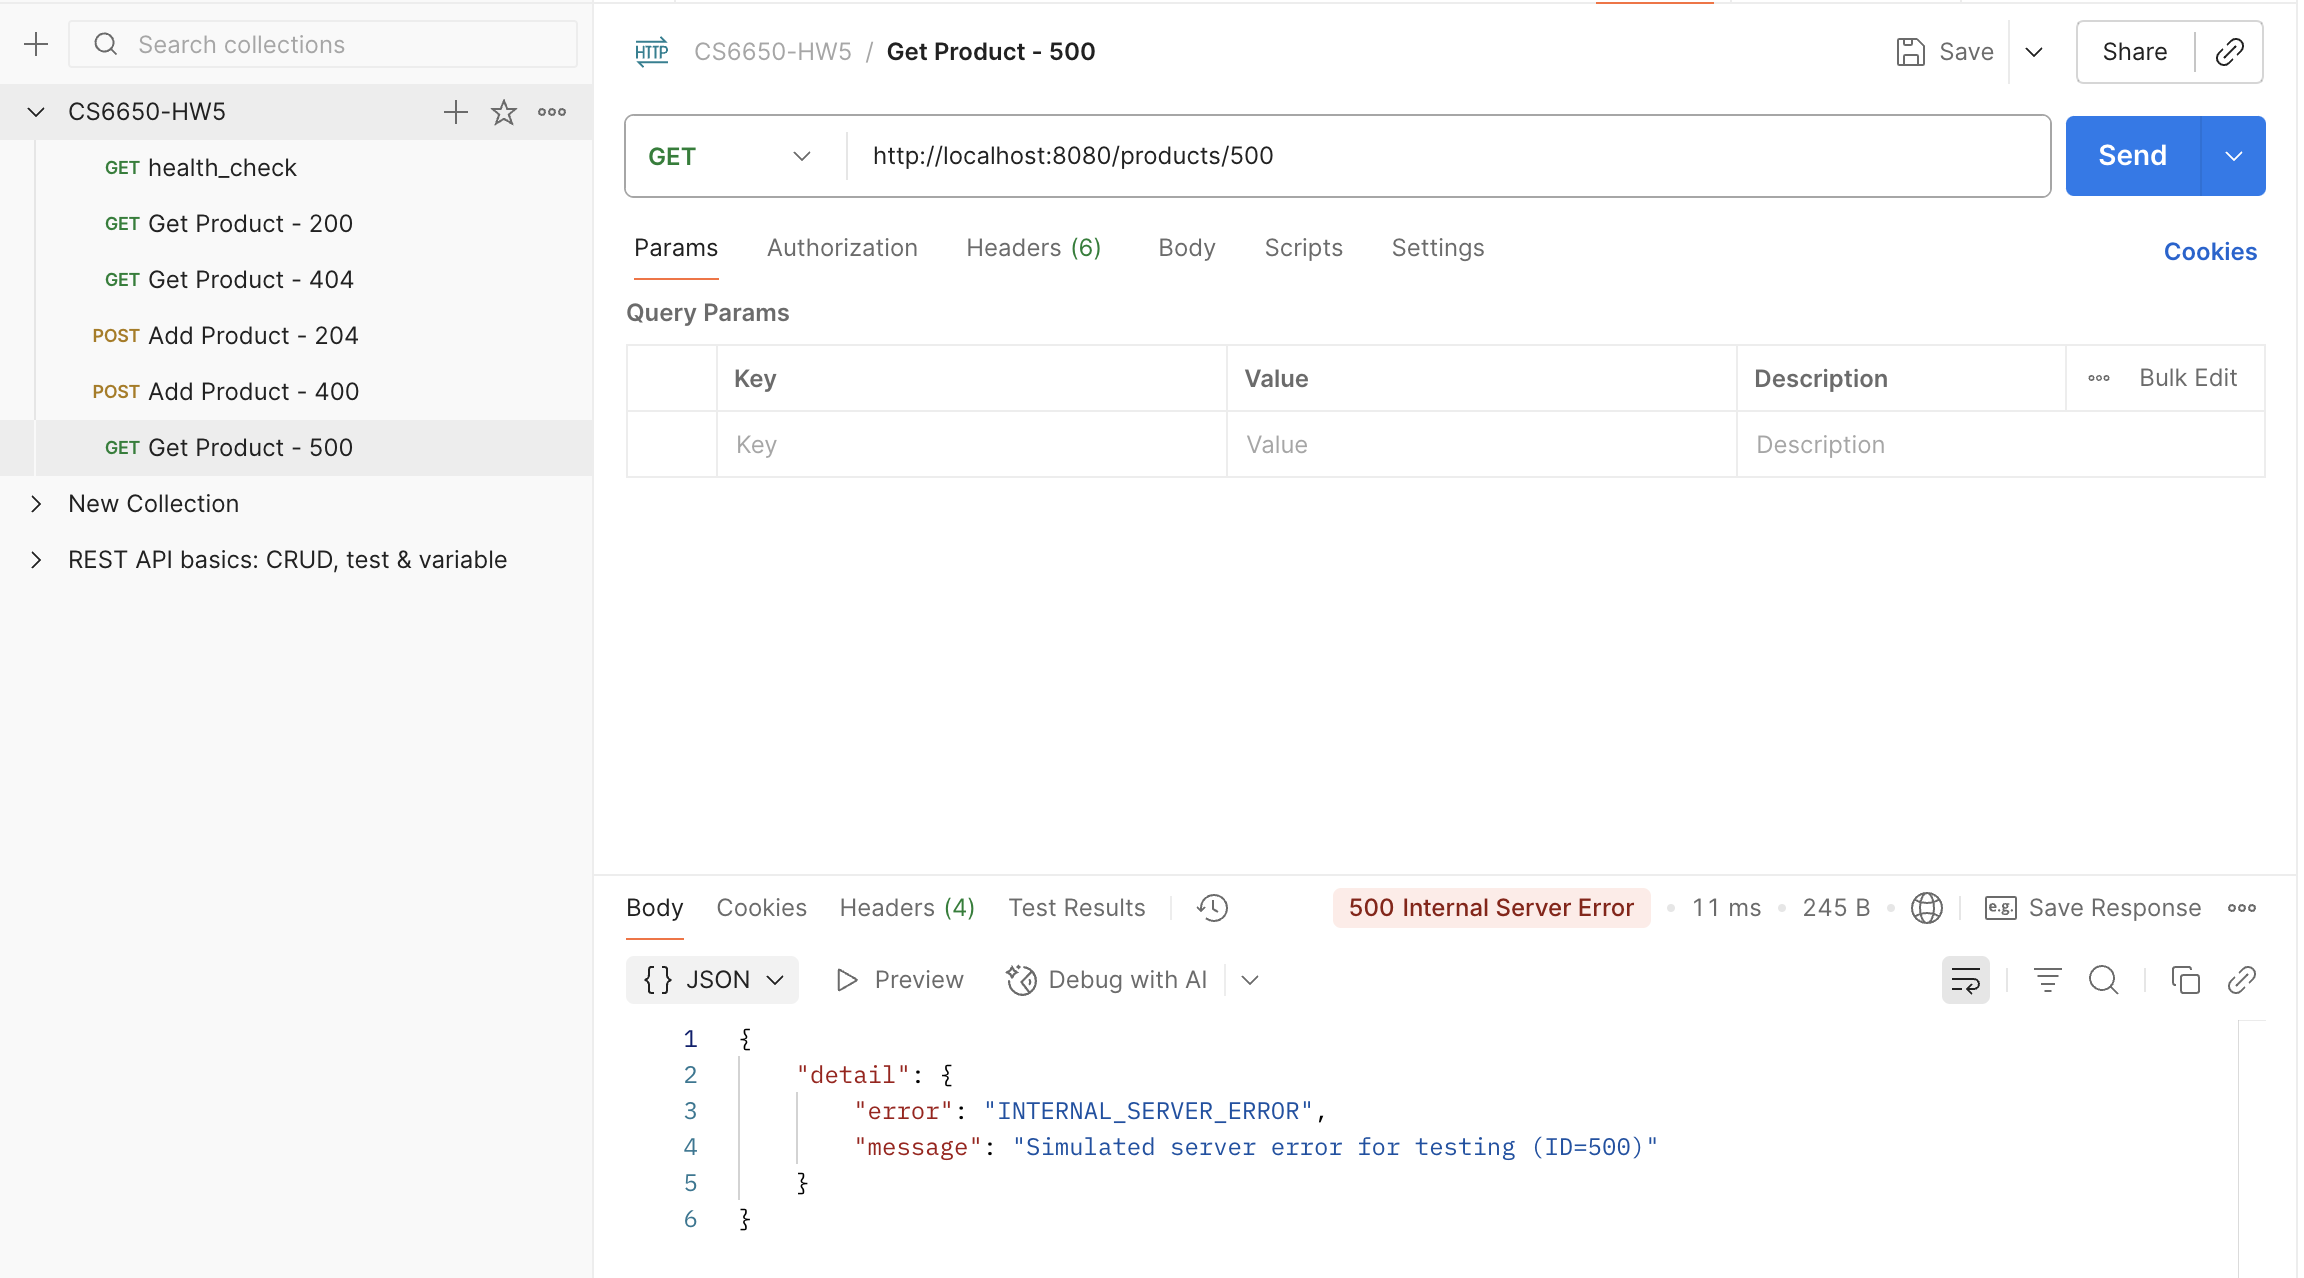 Search collections
CS6650-HW5
GET health_check
GET Get Product - 200
GET Get Product - 404
POST Add Product - 204
POST Add Product - 400
GET Get Product - 500
New Collection
REST API basics: CRUD, test & variable
HTTP CS6650-HW5 / Get Product - 500
Save
Share
GET http://localhost:8080/products/500
Send
Params Authorization Headers (6) Body Scripts Settings
Cookies
Query Params
Key Value Description Bulk Edit
Key Value Description
Body Cookies Headers (4) Test Results
500 Internal Server Error • 11 ms • 245 B • e.g. Save Response
{} JSON Preview Debug with AI
1 {
2 "detail": {
3 "error": "INTERNAL_SERVER_ERROR",
4 "message": "Simulated server error for testing (ID=500)"
5 }
6 }